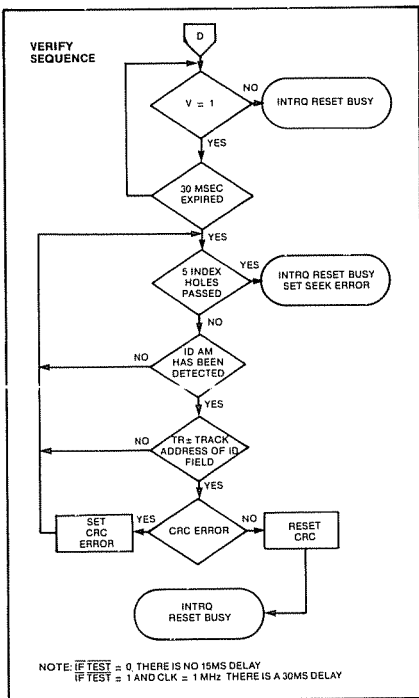 D
VERIFY
SEQUENCE
V = 1
NO
INTRQ RESET BUSY
YES
30 MSEC
EXPIRED
YES
5 INDEX
HOLES
PASSED
YES
INTRQ RESET BUSY
SET SEEK ERROR
NO
ID AM
HAS BEEN
DETECTED
NO
YES
TR± TRACK
ADDRESS OF ID
FIELD
NO
YES
CRC ERROR
YES
SET
CRC
ERROR
NO
RESET
CRC
INTRQ
RESET BUSY
NOTE: IF TEST = 0, THERE IS NO 15MS DELAY
IF TEST = 1 AND CLK = 1 MHz THERE IS A 30MS DELAY